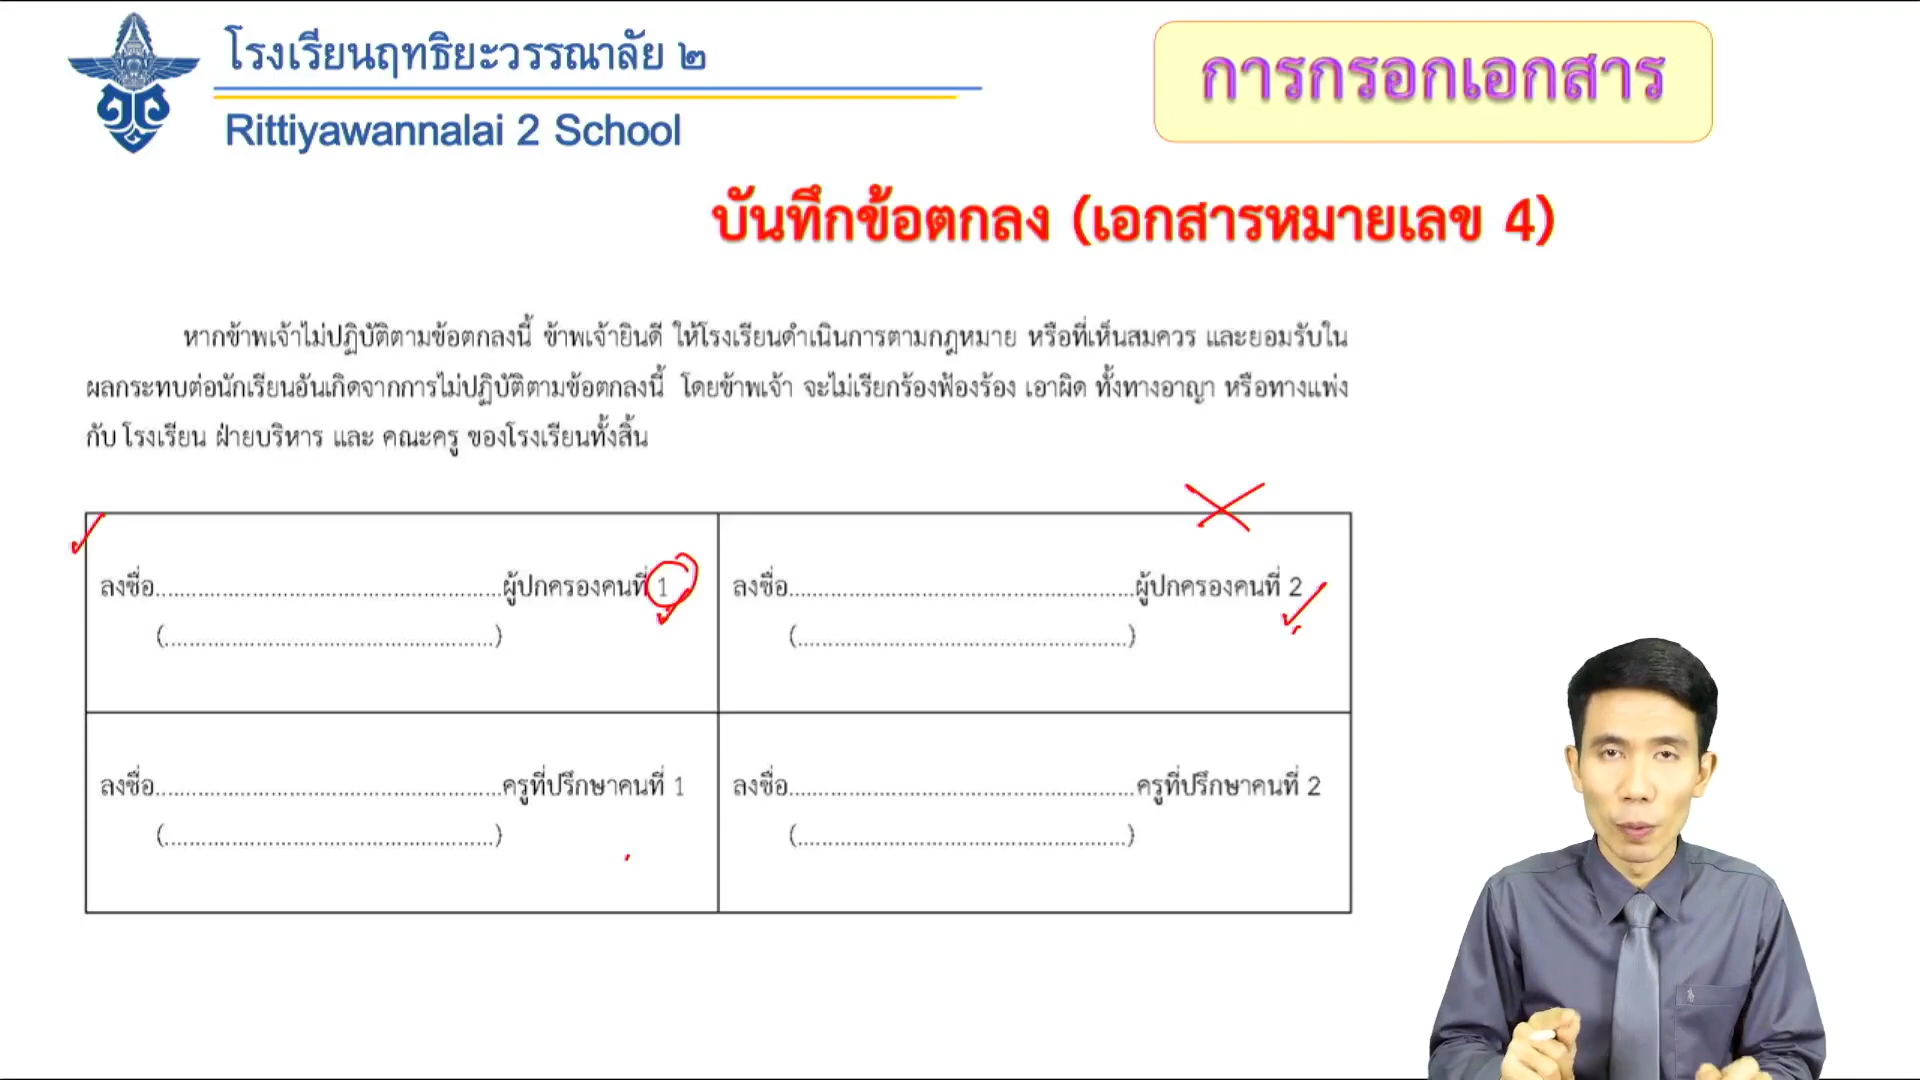 โรงเรียนฤทธิยะวรรณาลัย ๒
Rittiyawannalai 2 School
การกรอกเอกสาร
บันทึกข้อตกลง (เอกสารหมายเลข 4)
หากข้าพเจ้าไม่ปฏิบัติตามข้อตกลงนี้ ข้าพเจ้ายินดี ให้โรงเรียนดำเนินการตามกฎหมาย หรือที่เห็นสมควร และยอมรับใน
ผลกระทบต่อนักเรียนอันเกิดจากการไม่ปฏิบัติตามข้อตกลงนี้ โดยข้าพเจ้า จะไม่เรียกร้องฟ้องร้อง เอาผิด ทั้งทางอาญา หรือทางแพ่ง
กับ โรงเรียน ฝ่ายบริหาร และ คณะครู ของโรงเรียนทั้งสิ้น
ลงชื่อ.........................................................ผู้ปกครองคนที่ 1
(.......................................................)
ลงชื่อ.........................................................ผู้ปกครองคนที่ 2
(.......................................................)
ลงชื่อ.........................................................ครูที่ปรึกษาคนที่ 1
(.......................................................)
ลงชื่อ.........................................................ครูที่ปรึกษาคนที่ 2
(.......................................................)